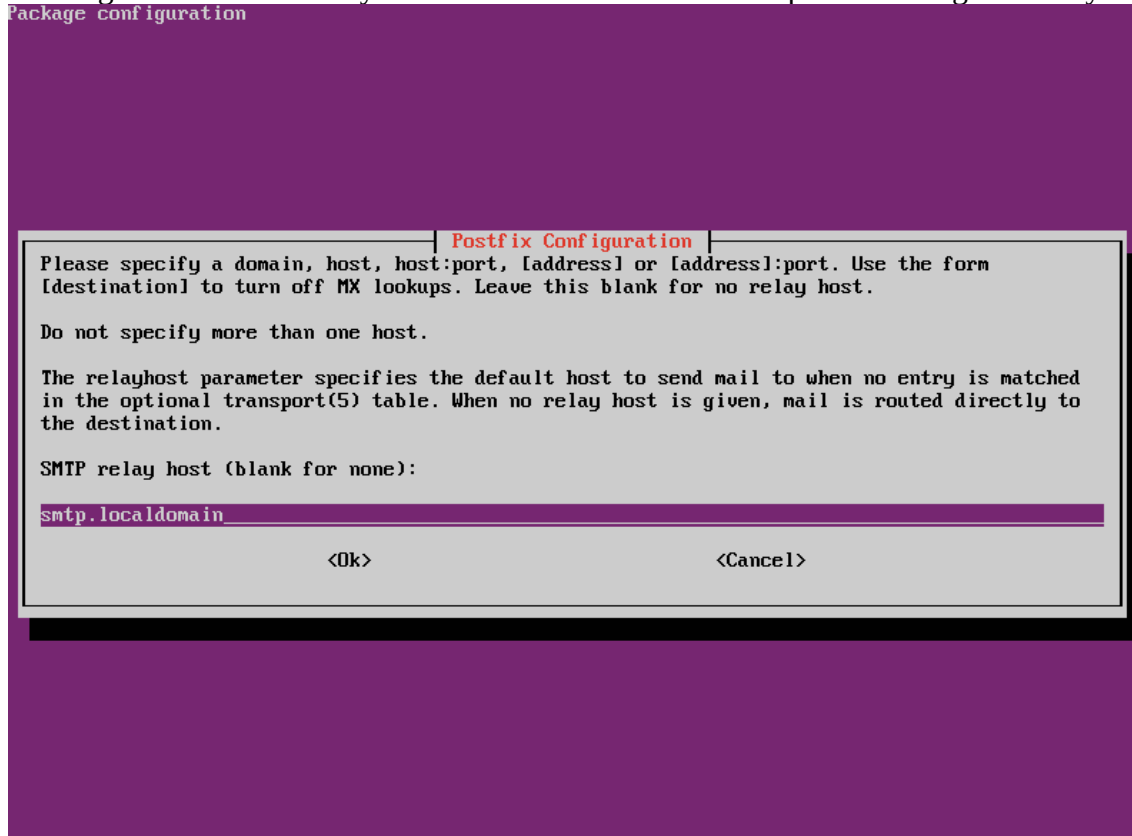 Package configuration
Postfix Configuration
Please specify a domain, host, host:port, [address] or [address]:port. Use the form
[destination] to turn off MX lookups. Leave this blank for no relay host.
Do not specify more than one host.
The relayhost parameter specifies the default host to send mail to when no entry is matched
in the optional transport(5) table. When no relay host is given, mail is routed directly to
the destination.
SMTP relay host (blank for none):
smtp.localdomain
<Ok> <Cancel>